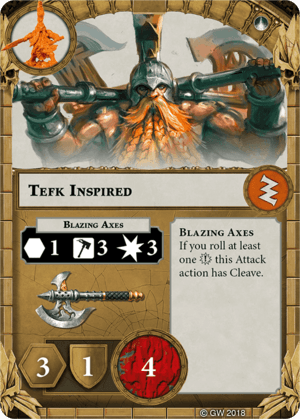 TEFK INSPIRED
BLAZING AXES
1 3 3
BLAZING AXES
If you roll at least
one this Attack
action has Cleave.
3 1 4
© GW 2018